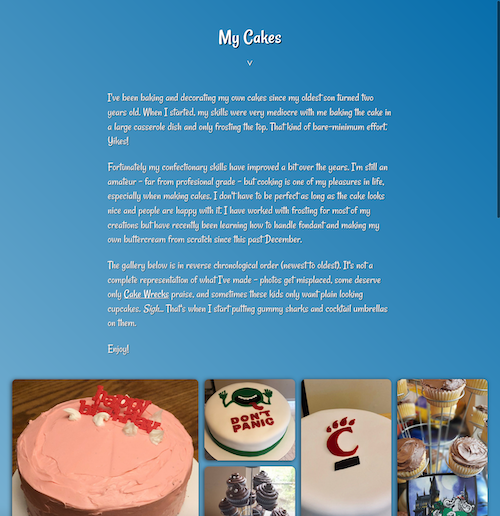 My Cakes
I've been baking and decorating my own cakes since my oldest son turned two
years old. When I started, my skills were very mediocre with me baking the cake in
a large casserole dish and only frosting the top. That kind of bare-minimum effort.
Yikes!
Fortunately my confectionary skills have improved a bit over the years. I'm still an
amateur - far from profesional grade - but cooking is one of my pleasures in life,
especially when making cakes. I don't have to be perfect as long as the cake looks
nice and people are happy with it. I have worked with frosting for most of my
creations but have recently been learning how to handle fondant and making my
own buttercream from scratch since this past December.
The gallery below is in reverse chronological order (newest to oldest). It's not a
complete representation of what I've made - photos get misplaced, some deserve
only Cake Wrecks praise, and sometimes these kids only want plain looking
cupcakes. Sigh... That's when I start putting gummy sharks and cocktail umbrellas
on them.
Enjoy!
DON'T
PANIC
C